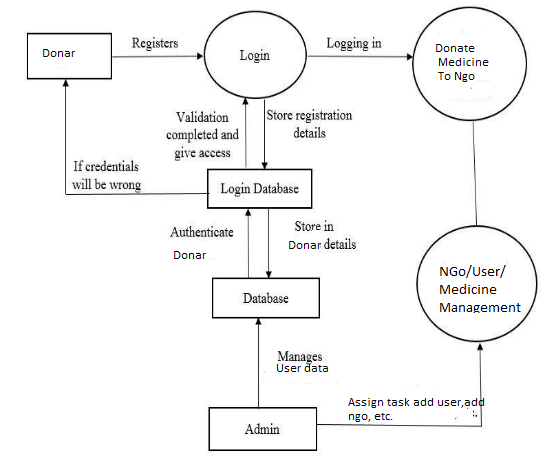 Donar
Registers
Login
Logging in
Donate
Medicine
To Ngo
Validation
completed and
give access
Store registration
details
If credentials
will be wrong
Login Database
Authenticate
Donar
Store in
Donar details
NGo/User/
Medicine
Management
Database
Manages
User data
Assign task add user,add
ngo, etc.
Admin